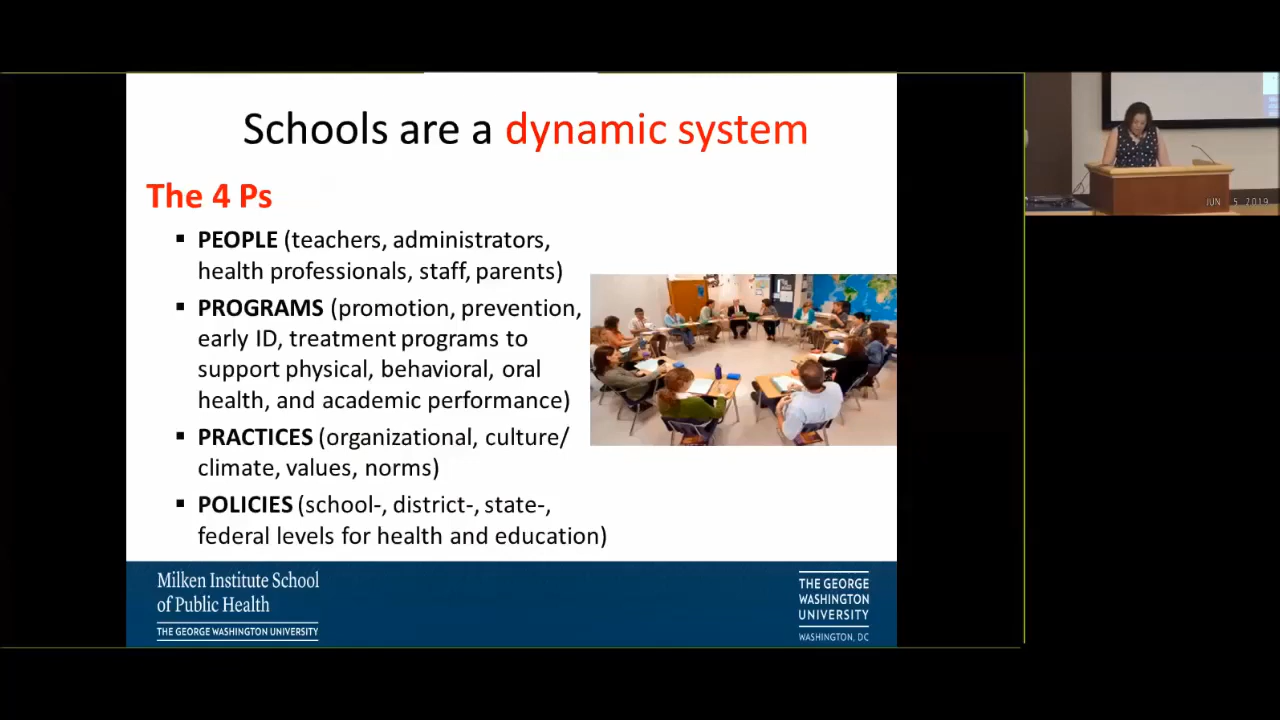 Schools are a dynamic system
The 4 Ps
▪ PEOPLE (teachers, administrators,
health professionals, staff, parents)
▪ PROGRAMS (promotion, prevention,
early ID, treatment programs to
support physical, behavioral, oral
health, and academic performance)
▪ PRACTICES (organizational, culture/
climate, values, norms)
▪ POLICIES (school-, district-, state-,
federal levels for health and education)
Milken Institute School
of Public Health
THE GEORGE WASHINGTON UNIVERSITY
THE GEORGE
WASHINGTON
UNIVERSITY
WASHINGTON, DC
JUN 5 2019